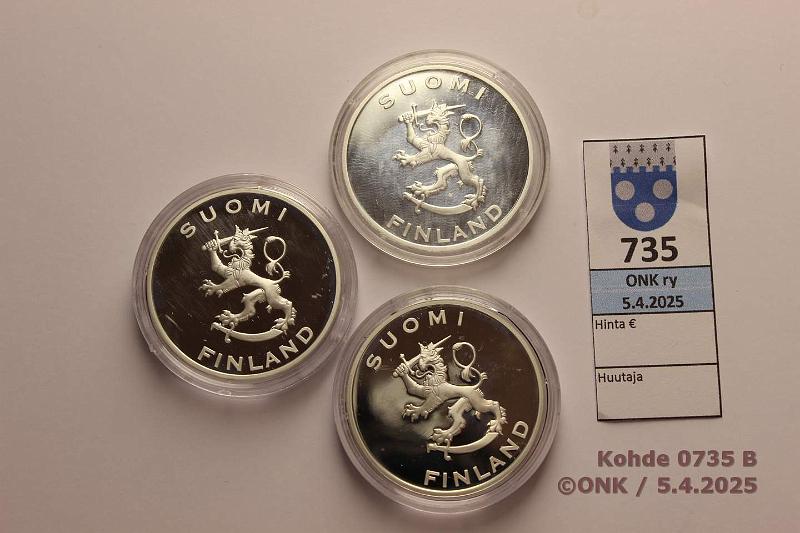 SUOMI
FINLAND
SUOMI
FINLAND
SUOMI
FINLAND
735
ONK ry
5.4.2025
Hinta €
Huutaja
Kohde 0735 B
©ONK / 5.4.2025